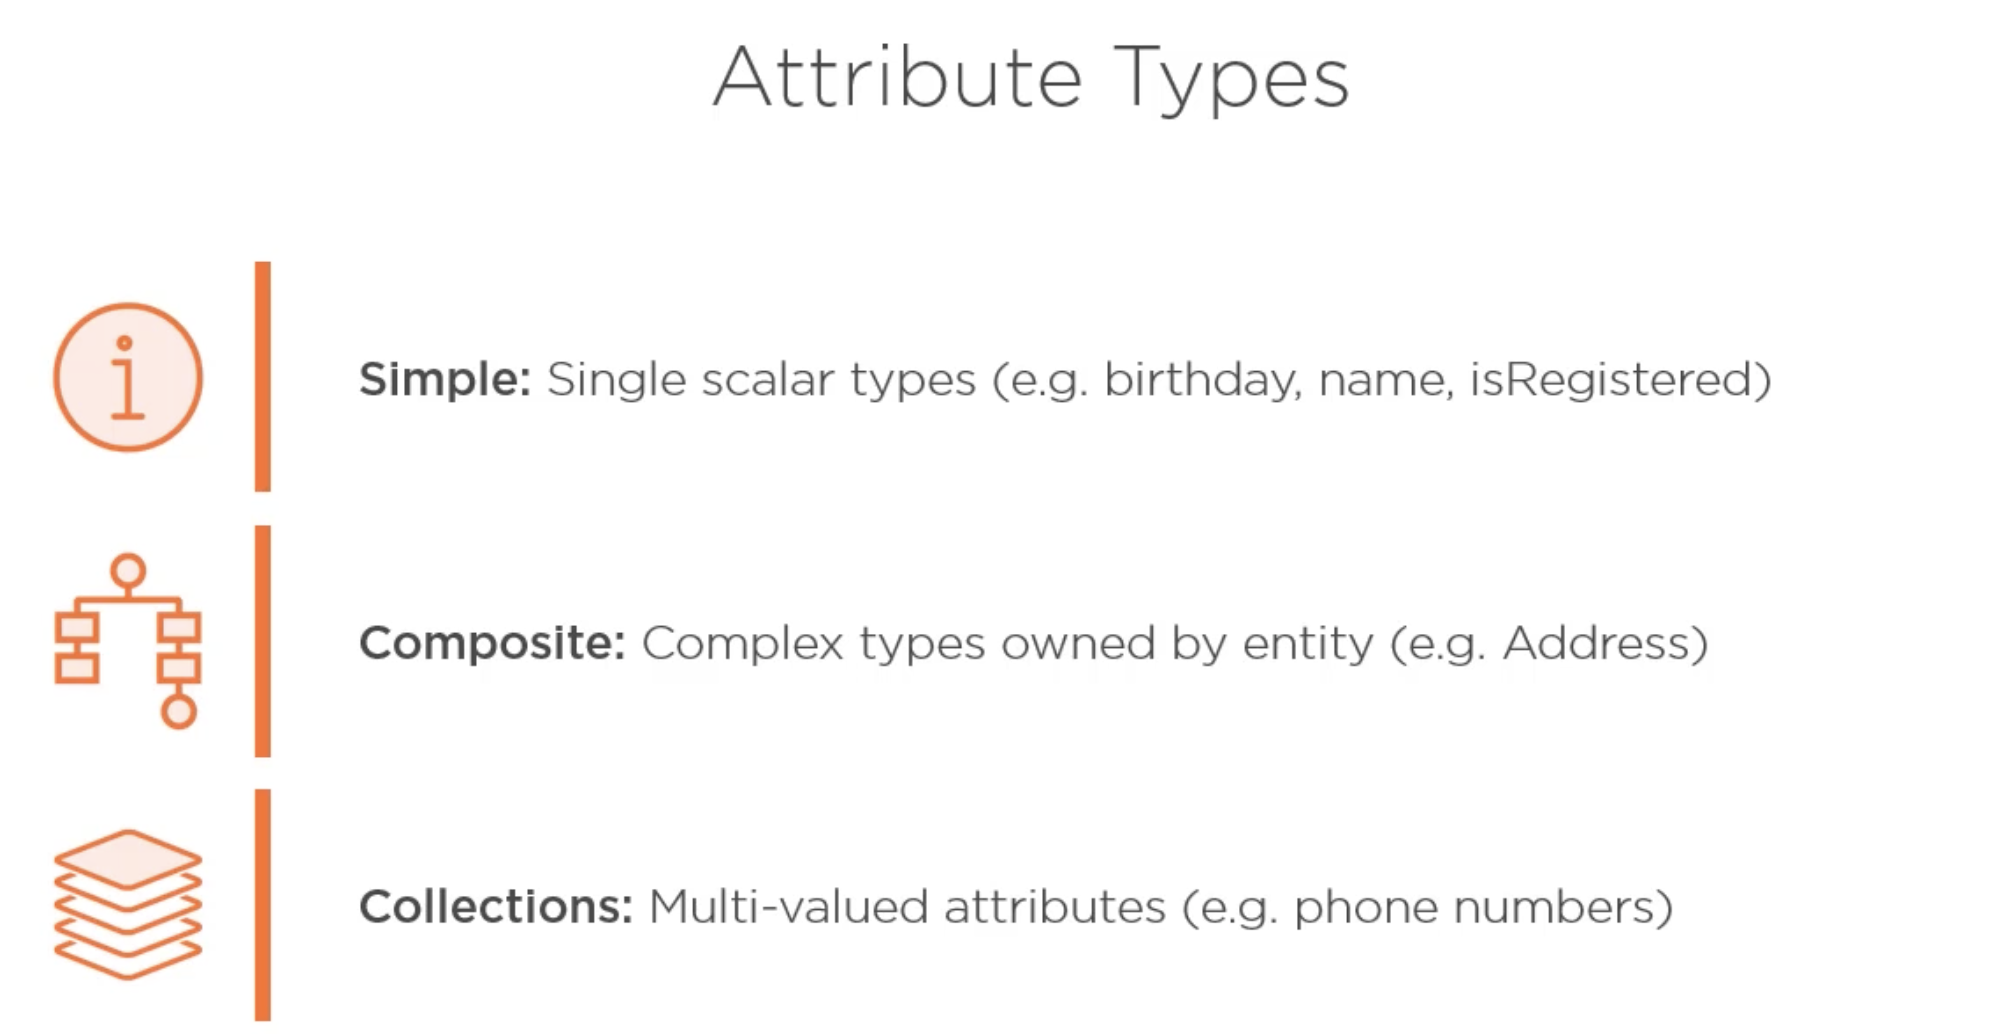 Attribute Types
Simple: Single scalar types (e.g. birthday, name, isRegistered)
Composite: Complex types owned by entity (e.g. Address)
Collections: Multi-valued attributes (e.g. phone numbers)